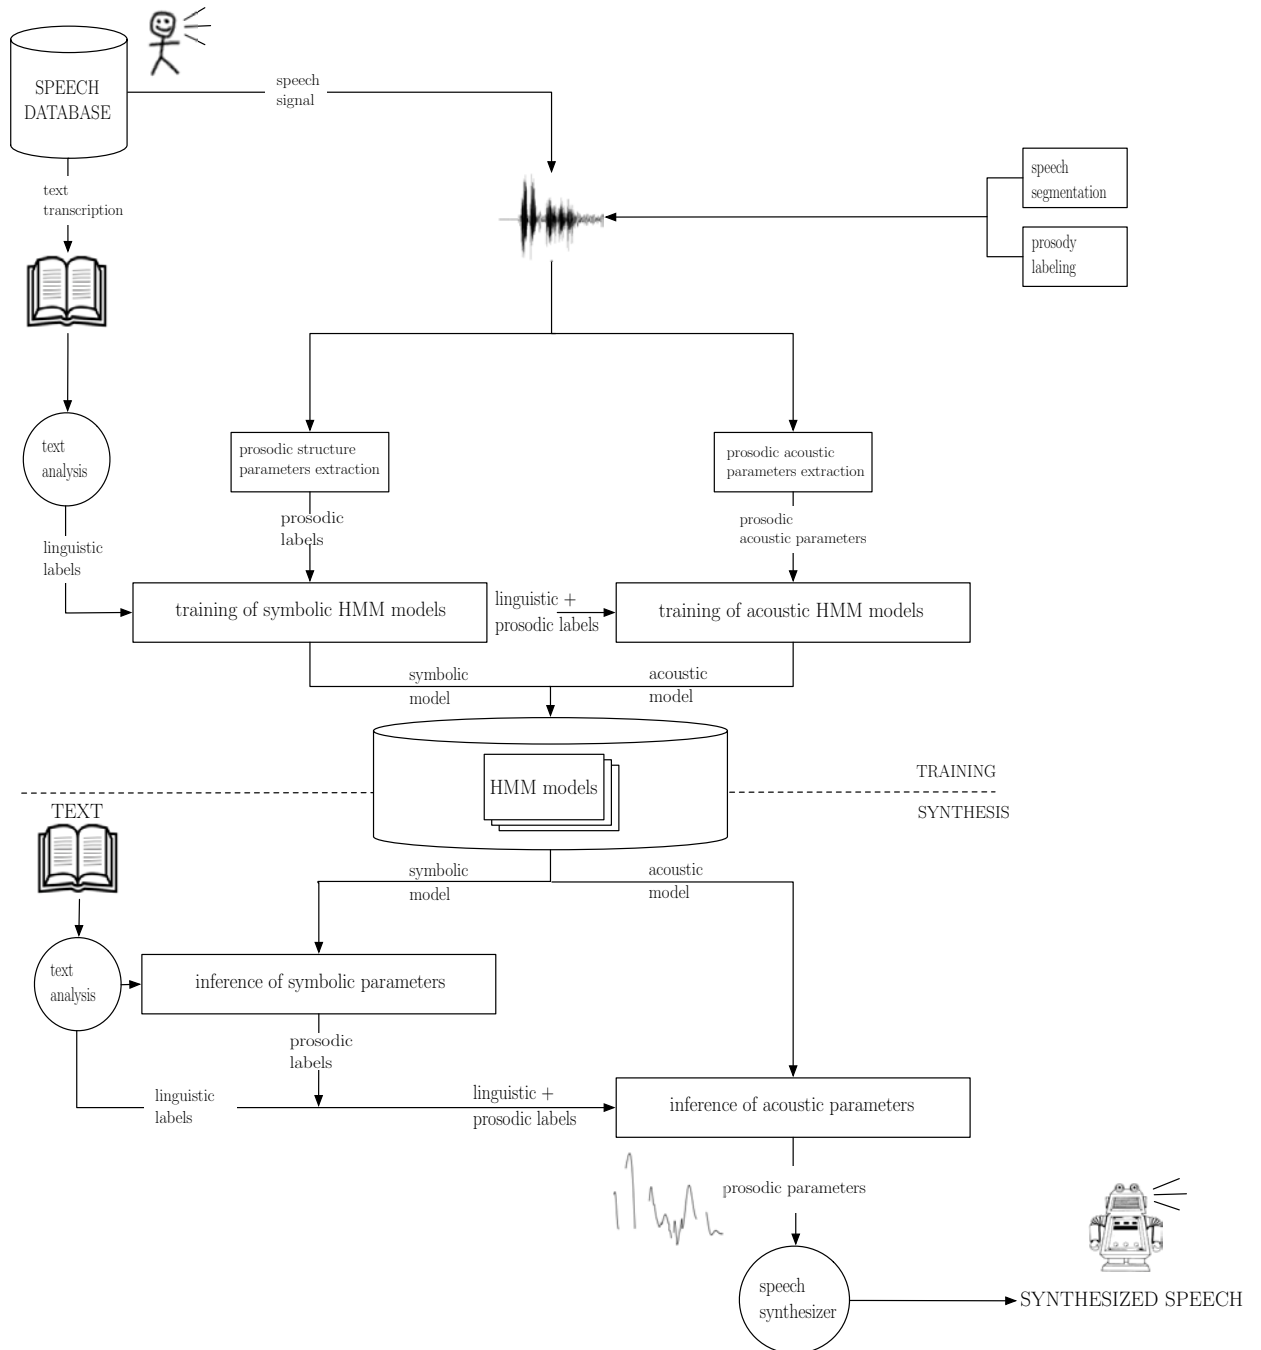 SPEECH
DATABASE
speech
signal
text
transcription
speech
segmentation
prosody
labeling
text
analysis
prosodic structure
parameters extraction
prosodic acoustic
parameters extraction
prosodic
labels
prosodic
acoustic parameters
linguistic
labels
training of symbolic HMM models
linguistic +
prosodic labels
training of acoustic HMM models
symbolic
model
acoustic
model
HMM models
TRAINING
SYNTHESIS
TEXT
symbolic
model
acoustic
model
text
analysis
inference of symbolic parameters
prosodic
labels
linguistic
labels
linguistic +
prosodic labels
inference of acoustic parameters
prosodic parameters
speech
synthesizer
SYNTHESIZED SPEECH